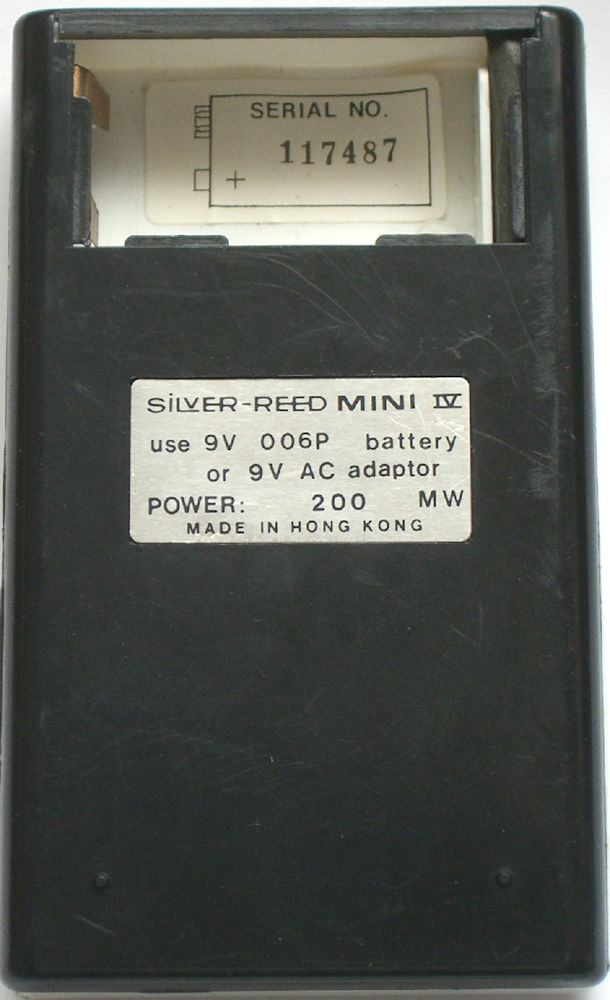 SERIAL NO.
117487
+
SiLVER-REED MINI IV
use 9V 006P battery
or 9V AC adaptor
POWER: 200 MW
MADE IN HONG KONG